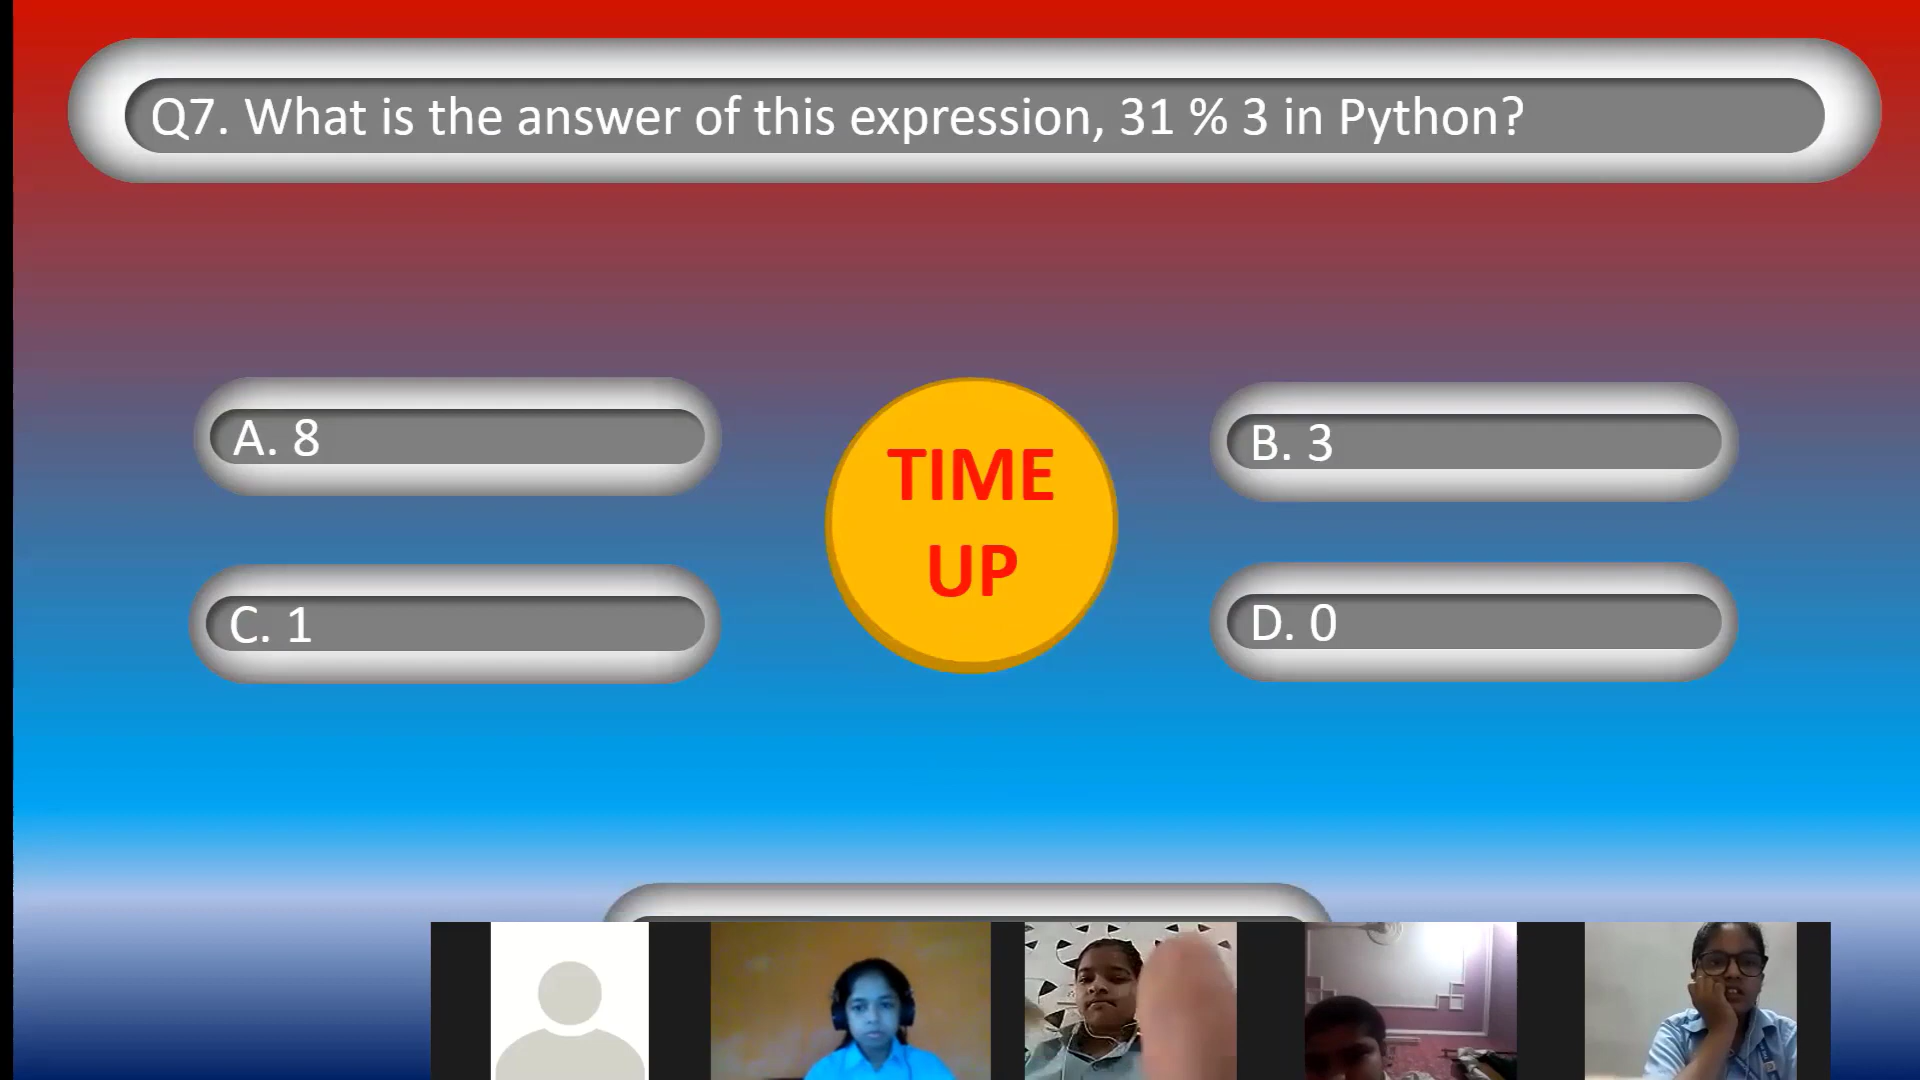 Q7. What is the answer of this expression, 31 % 3 in Python?
A. 8
B. 3
TIME
UP
C. 1
D. 0